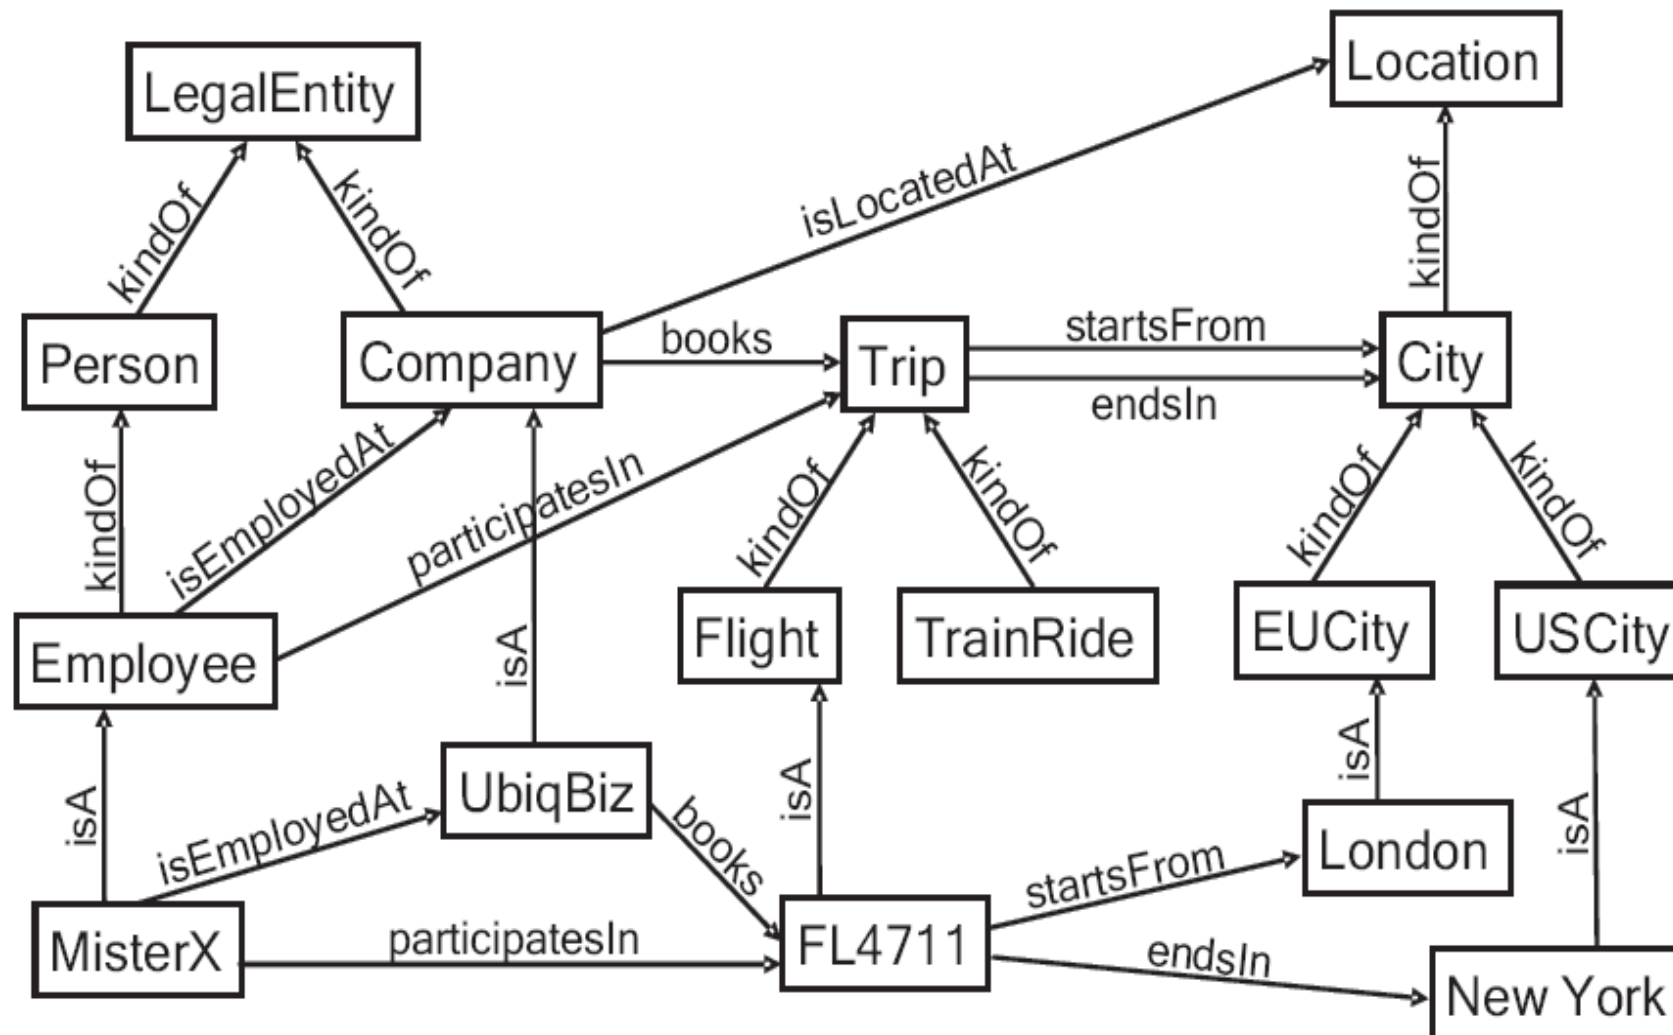 Location
LegalEntity
isLocatedAt
kindOf
kindOf
kindOf
Person
Company
books
Trip
startsFrom
endsIn
City
kindOf
isEmployedAt
participatesIn
kindOf
kindOf
kindOf
kindOf
Employee
isA
Flight
TrainRide
EUCity
USCity
isA
isEmployedAt
UbiqBiz
books
isA
isA
London
isA
MisterX
participatesIn
FL4711
startsFrom
endsIn
New York